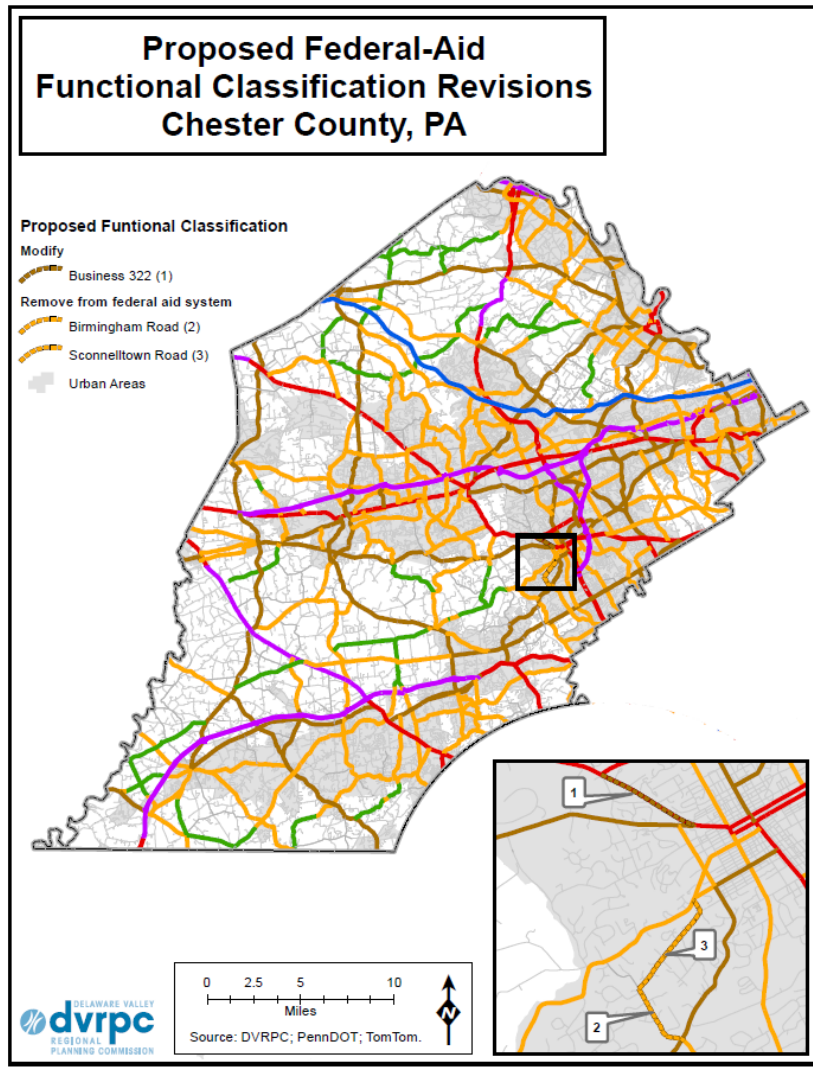 Proposed Federal-Aid
Functional Classification Revisions
Chester County, PA
Proposed Funtional Classification
Modify
Business 322 (1)
Remove from federal aid system
Birmingham Road (2)
Sconnelltown Road (3)
Urban Areas
1
3
2
0 2.5 5 10
Miles
N
Source: DVRPC; PennDOT; TomTom.
DELAWARE VALLEY
dvrpc
REGIONAL
PLANNING COMMISSION